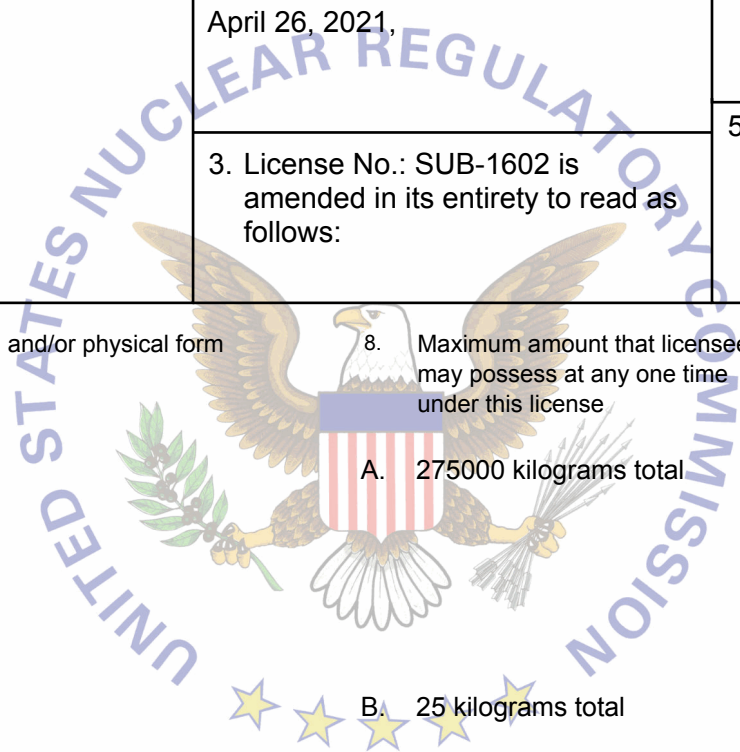 April 26, 2021,
5
3. License No.: SUB-1602 is
amended in its entirety to read as
follows:
and/or physical form
8. Maximum amount that licensee
may possess at any one time
under this license
A. 275000 kilograms total
B. 25 kilograms total
UNITED STATES NUCLEAR REGULATORY COMMISSION